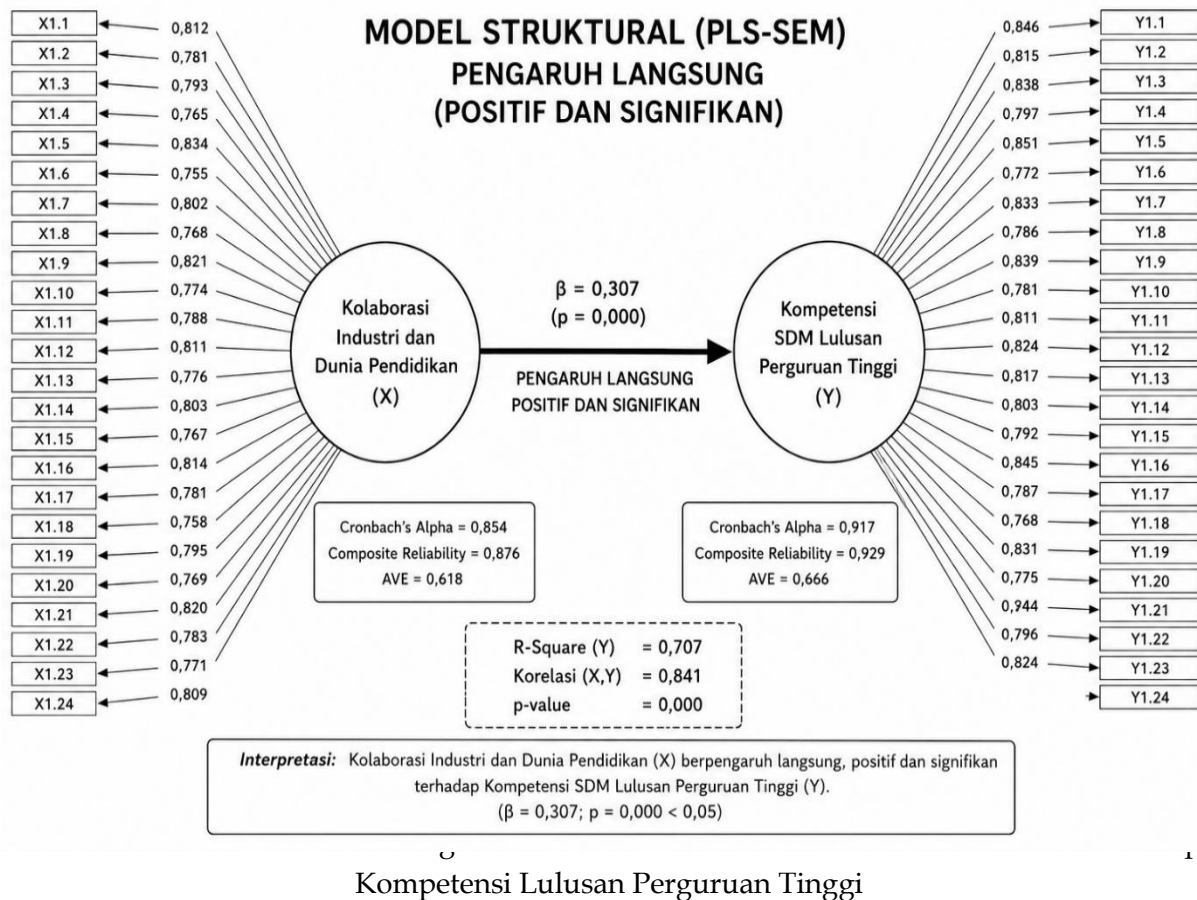 MODEL STRUKTURAL (PLS-SEM)
PENGARUH LANGSUNG
(POSITIF DAN SIGNIFIKAN)
X1.1 0,812
X1.2 0,781
X1.3 0,793
X1.4 0,765
X1.5 0,834
X1.6 0,755
X1.7 0,802
X1.8 0,768
X1.9 0,821
X1.10 0,774
X1.11 0,788
X1.12 0,811
X1.13 0,776
X1.14 0,803
X1.15 0,767
X1.16 0,814
X1.17 0,781
X1.18 0,758
X1.19 0,795
X1.20 0,769
X1.21 0,820
X1.22 0,783
X1.23 0,771
X1.24 0,809
Kolaborasi
Industri dan
Dunia Pendidikan
(X)
β = 0,307
(p = 0,000)
PENGARUH LANGSUNG
POSITIF DAN SIGNIFIKAN
Kompetensi
SDM Lulusan
Perguruan Tinggi
(Y)
0,846 Y1.1
0,815 Y1.2
0,838 Y1.3
0,797 Y1.4
0,851 Y1.5
0,772 Y1.6
0,833 Y1.7
0,786 Y1.8
0,839 Y1.9
0,781 Y1.10
0,811 Y1.11
0,824 Y1.12
0,817 Y1.13
0,803 Y1.14
0,792 Y1.15
0,845 Y1.16
0,787 Y1.17
0,768 Y1.18
0,831 Y1.19
0,775 Y1.20
0,944 Y1.21
0,796 Y1.22
0,824 Y1.23
Y1.24
Cronbach's Alpha = 0,854
Composite Reliability = 0,876
AVE = 0,618
Cronbach's Alpha = 0,917
Composite Reliability = 0,929
AVE = 0,666
R-Square (Y) = 0,707
Korelasi (X,Y) = 0,841
p-value = 0,000
Interpretasi: Kolaborasi Industri dan Dunia Pendidikan (X) berpengaruh langsung, positif dan signifikan
terhadap Kompetensi SDM Lulusan Perguruan Tinggi (Y).
(β = 0,307; p = 0,000 < 0,05)
Kompetensi Lulusan Perguruan Tinggi